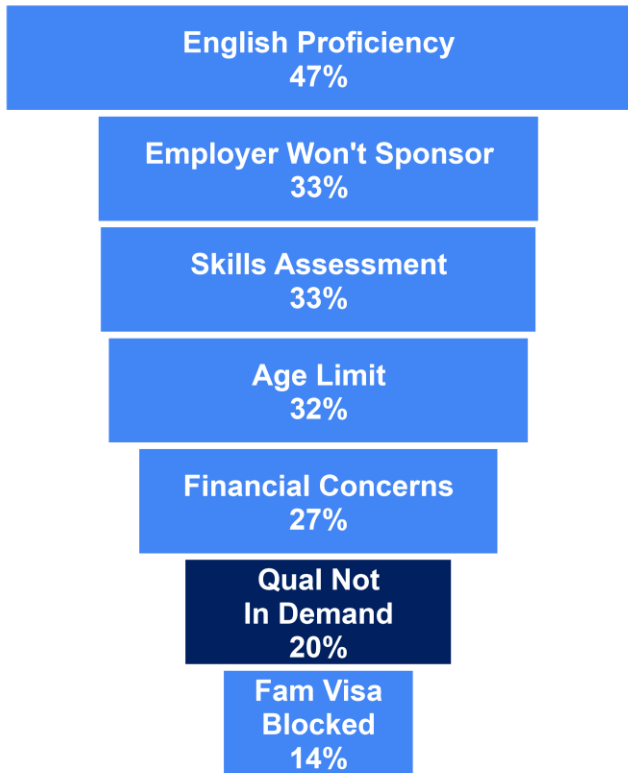 English Proficiency
47%
Employer Won't Sponsor
33%
Skills Assessment
33%
Age Limit
32%
Financial Concerns
27%
Qual Not
In Demand
20%
Fam Visa
Blocked
14%